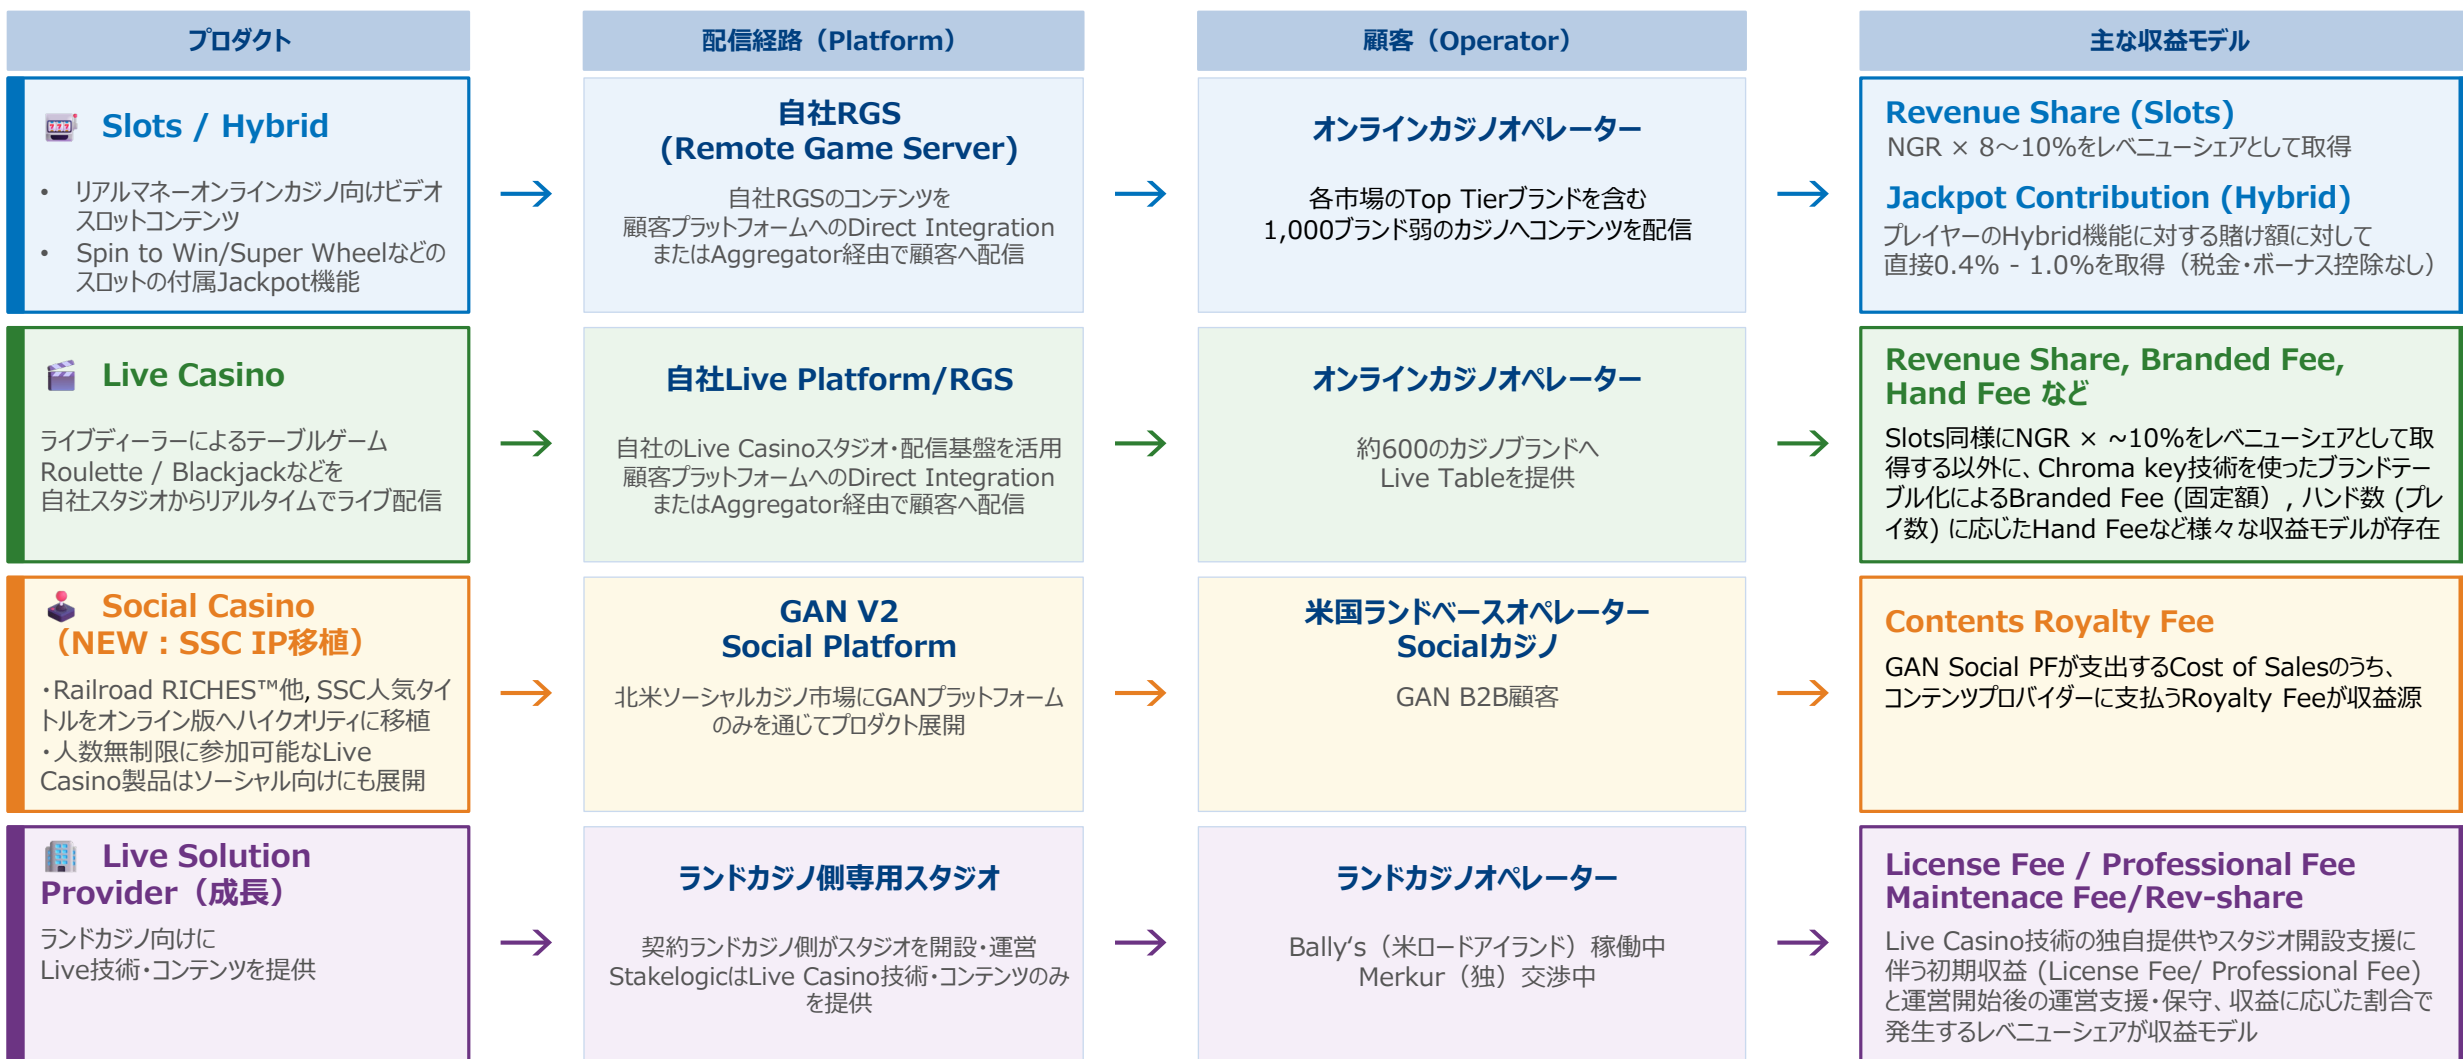 プロダクト
配信経路（Platform）
顧客（Operator）
主な収益モデル
Slots / Hybrid
• リアルマネーオンラインカジノ向けビデオ
スロットコンテンツ
• Spin to Win/Super Wheelなどの
スロットの付属Jackpot機能
自社RGS
(Remote Game Server)
自社RGSのコンテンツを
顧客プラットフォームへのDirect Integration
またはAggregator経由で顧客へ配信
オンラインカジノオペレーター
各市場のTop Tierブランドを含む
1,000ブランド弱のカジノへコンテンツを配信
Revenue Share (Slots)
NGR × 8～10%をレベニューシェアとして取得
Jackpot Contribution (Hybrid)
プレイヤーのHybrid機能に対する賭け額に対して
直接0.4% - 1.0%を取得（税金・ボーナス控除なし）
Live Casino
ライブディーラーによるテーブルゲーム
Roulette / Blackjackなどを
自社スタジオからリアルタイムでライブ配信
自社Live Platform/RGS
自社のLive Casinoスタジオ・配信基盤を活用
顧客プラットフォームへのDirect Integration
またはAggregator経由で顧客へ配信
オンラインカジノオペレーター
約600のカジノブランドへ
Live Tableを提供
Revenue Share, Branded Fee,
Hand Fee など
Slots同様にNGR × ~10%をレベニューシェアとして取
得する以外に、Chroma key技術を使ったブランドテー
ブル化によるBranded Fee (固定額）, ハンド数 (プレ
イ数) に応じたHand Feeなど様々な収益モデルが存在
Social Casino
（NEW：SSC IP移植）
・Railroad RICHES™他, SSC人気タイ
トルをオンライン版へハイクオリティに移植
・人数無制限に参加可能なLive
Casino製品はソーシャル向けにも展開
GAN V2
Social Platform
北米ソーシャルカジノ市場にGANプラットフォーム
のみを通じてプロダクト展開
米国ランドベースオペレーター
Socialカジノ
GAN B2B顧客
Contents Royalty Fee
GAN Social PFが支出するCost of Salesのうち、
コンテンツプロバイダーに支払うRoyalty Feeが収益源
Live Solution
Provider（成長）
ランドカジノ向けに
Live技術・コンテンツを提供
ランドカジノ側専用スタジオ
契約ランドカジノ側がスタジオを開設・運営
StakelogicはLive Casino技術・コンテンツのみ
を提供
ランドカジノオペレーター
Bally‘s（米ロードアイランド）稼働中
Merkur（独）交渉中
License Fee / Professional Fee
Maintenace Fee/Rev-share
Live Casino技術の独自提供やスタジオ開設支援に
伴う初期収益 (License Fee/ Professional Fee)
と運営開始後の運営支援・保守、収益に応じた割合で
発生するレベニューシェアが収益モデル